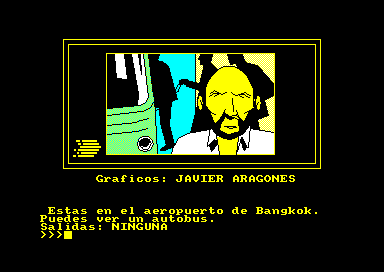 Graficos: JAVIER ARAGONES
Estas en el aeropuerto de Bangkok.
Puedes ver un autobus.
Salidas: NINGUNA
>>>